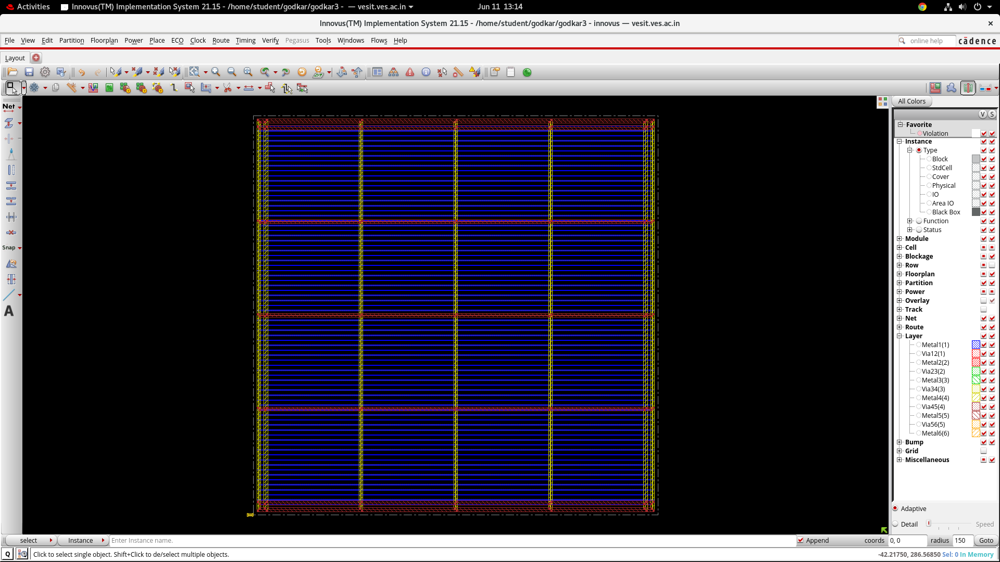 Activities
Innovus(TM) Implementation System 21.15 - /home/student/godkar/godkar3 - — vesit.ves.ac.in
Jun 11 13:14
Innovus(TM) Implementation System 21.15 - /home/student/godkar/godkar3 - innovus — vesit.ves.ac.in
File View Edit Partition Floorplan Power Place ECO Clock Route Timing Verify Pegasus Tools Windows Flows Help
online help
cādence
Layout
Net
Snap
A
All Colors
V S
Favorite
Violation
Instance
Type
Block
StdCell
Cover
Physical
IO
Area IO
Black Box
Function
Status
Module
Cell
Blockage
Row
Floorplan
Partition
Power
Overlay
Track
Net
Route
Layer
Metal1(1)
Via12(1)
Metal2(2)
Via23(2)
Metal3(3)
Via34(3)
Metal4(4)
Via45(4)
Metal5(5)
Via56(5)
Metal6(6)
Bump
Grid
Miscellaneous
Adaptive
Detail Speed
select Instance Enter Instance name. Append coords 0, 0 radius 150 Goto
Q Click to select single object. Shift+Click to de/select multiple objects. -42.21750, 286.56850 Sel: 0 In Memory